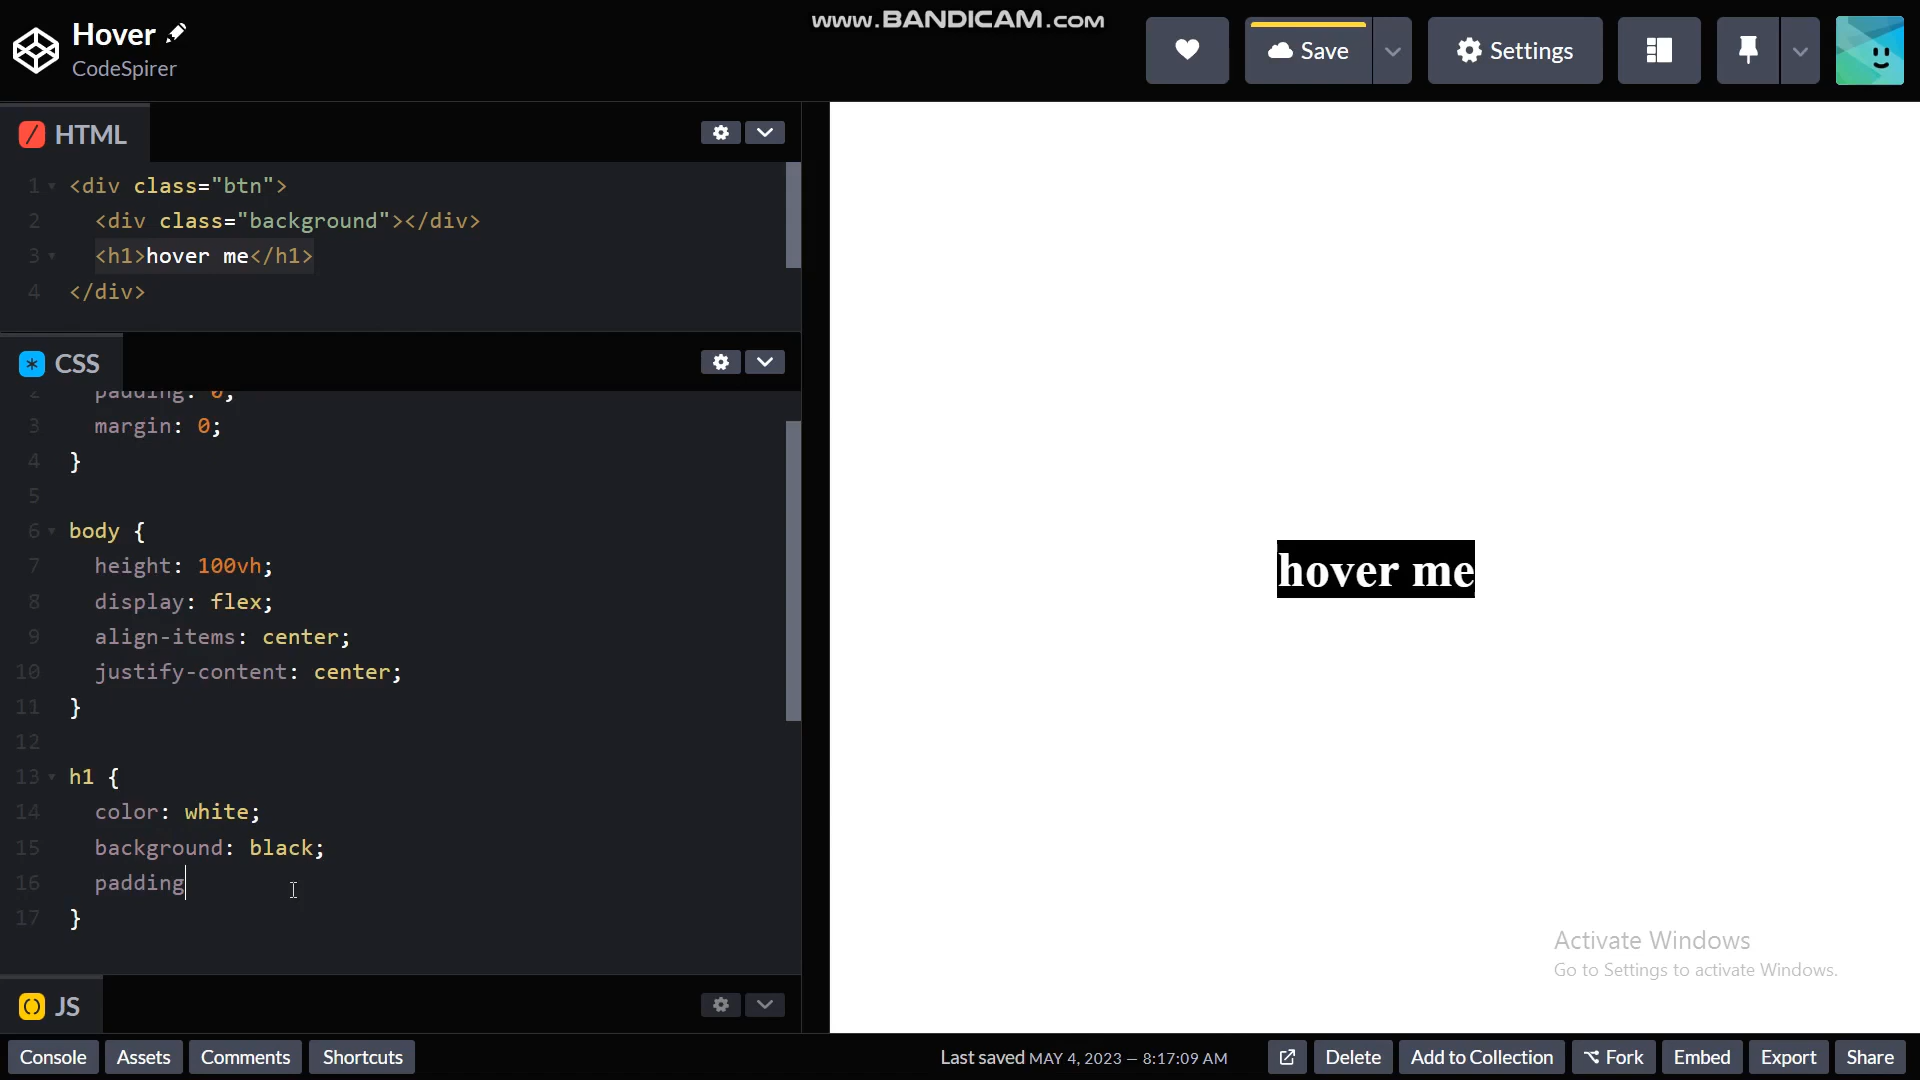 www.BANDICAM.com
Hover
CodeSpirer
Save
Settings
HTML
1 <div class="btn">
2 <div class="background"></div>
3 <h1>hover me</h1>
4 </div>
CSS
2 padding: 0;
3 margin: 0;
4 }
5
6 body {
7 height: 100vh;
8 display: flex;
9 align-items: center;
10 justify-content: center;
11 }
12
13 h1 {
14 color: white;
15 background: black;
16 padding
17 }
JS
hover me
Activate Windows
Go to Settings to activate Windows.
Console Assets Comments Shortcuts Last saved MAY 4, 2023 — 8:17:09 AM Delete Add to Collection Fork Embed Export Share